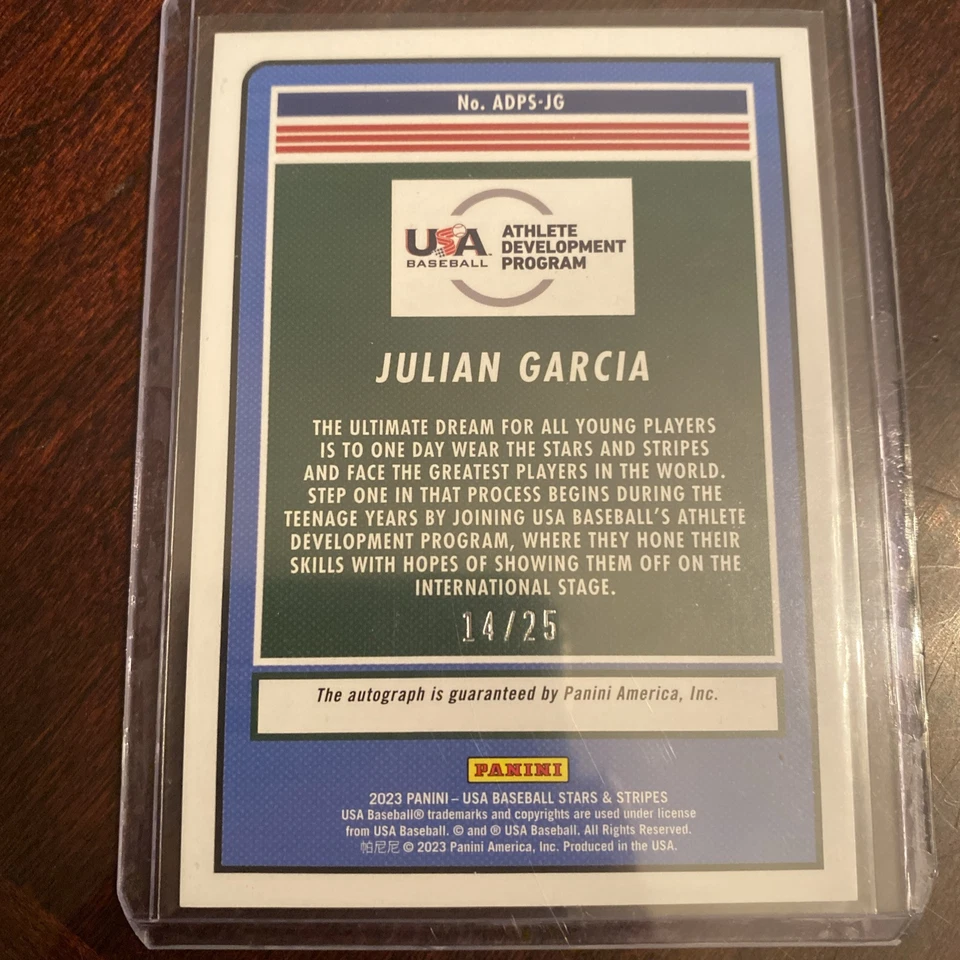 No. ADPS-JG
USA
BASEBALL
ATHLETE
DEVELOPMENT
PROGRAM
JULIAN GARCIA
THE ULTIMATE DREAM FOR ALL YOUNG PLAYERS
IS TO ONE DAY WEAR THE STARS AND STRIPES
AND FACE THE GREATEST PLAYERS IN THE WORLD.
STEP ONE IN THAT PROCESS BEGINS DURING THE
TEENAGE YEARS BY JOINING USA BASEBALL'S ATHLETE
DEVELOPMENT PROGRAM, WHERE THEY HONE THEIR
SKILLS WITH HOPES OF SHOWING THEM OFF ON THE
INTERNATIONAL STAGE.
14/25
The autograph is guaranteed by Panini America, Inc.
PANINI
2023 PANINI – USA BASEBALL STARS & STRIPES
USA Baseball® trademarks and copyrights are used under license
from USA Baseball. © and ® USA Baseball. All Rights Reserved.
帕尼尼 © 2023 Panini America, Inc. Produced in the USA.